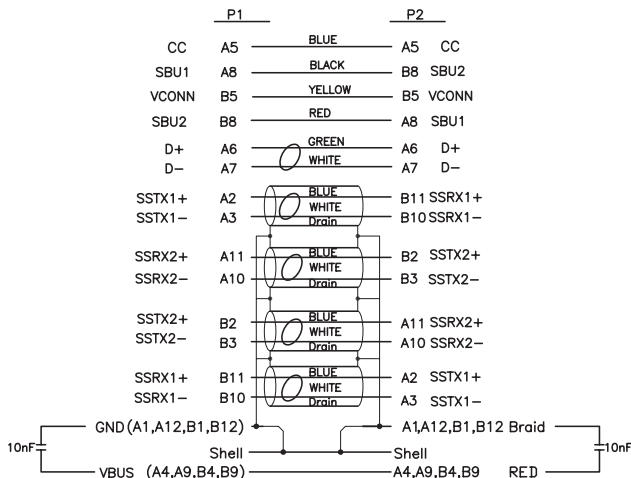 P1 P2
CC A5 BLUE A5 CC
SBU1 A8 BLACK B8 SBU2
VCONN B5 YELLOW B5 VCONN
SBU2 B8 RED A8 SBU1
D+ A6 GREEN A6 D+
D- A7 WHITE A7 D-
SSTX1+ A2 BLUE B11 SSRX1+
SSTX1- A3 WHITE B10 SSRX1-
Drain
SSRX2+ A11 BLUE B2 SSTX2+
SSRX2- A10 WHITE B3 SSTX2-
Drain
SSTX2+ B2 BLUE A11 SSRX2+
SSTX2- B3 WHITE A10 SSRX2-
Drain
SSRX1+ B11 BLUE A2 SSTX1+
SSRX1- B10 WHITE A3 SSTX1-
Drain
GND (A1,A12,B1,B12) A1,A12,B1,B12 Braid
10nF Shell Shell 10nF
VBUS (A4,A9,B4,B9) A4,A9,B4,B9 RED